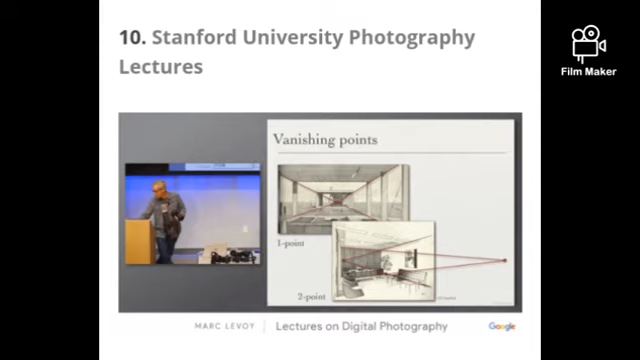 10. Stanford University Photography
Lectures
Film Maker
Vanishing points
1-point
2-point
MARC LEVOY | Lectures on Digital Photography
Google